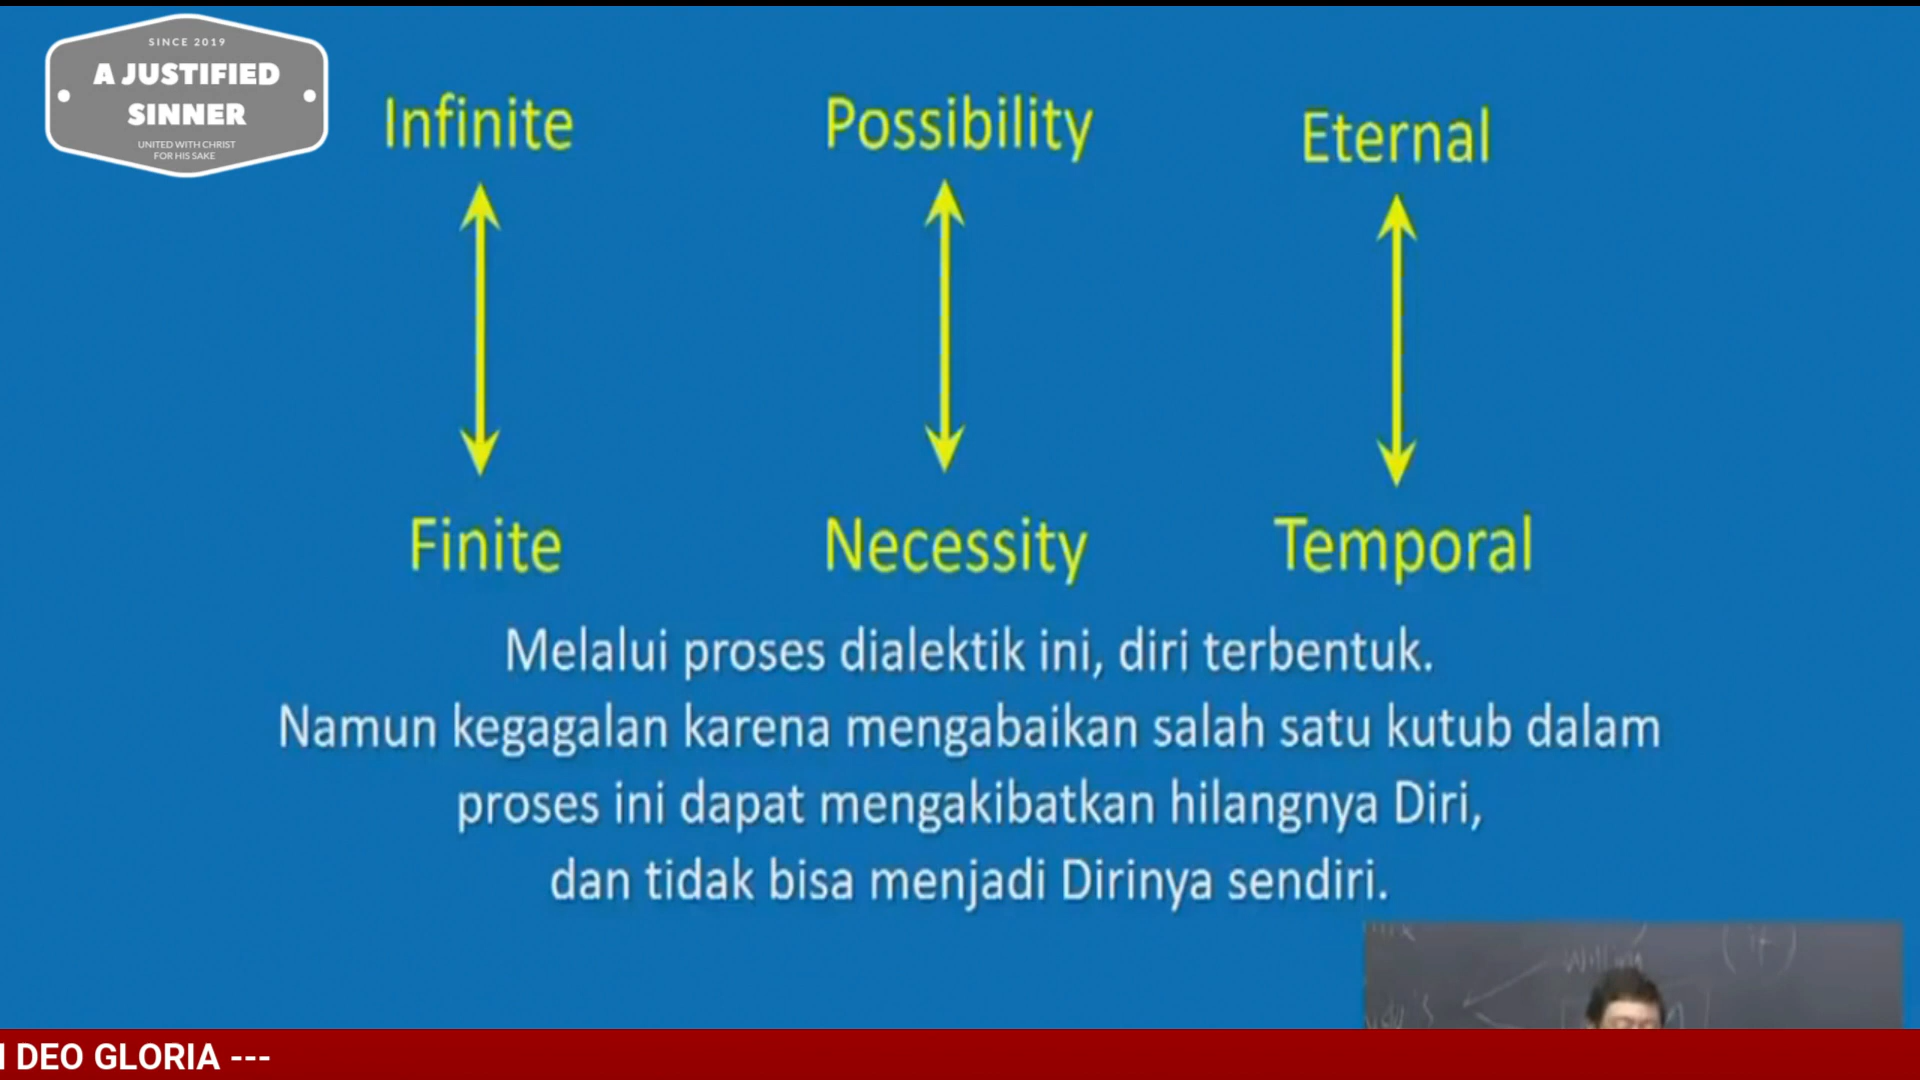 SINCE 2019
A JUSTIFIED
SINNER
UNITED WITH CHRIST
FOR HIS SAKE
Infinite Possibility Eternal
Finite Necessity Temporal
Melalui proses dialektik ini, diri terbentuk.
Namun kegagalan karena mengabaikan salah satu kutub dalam
proses ini dapat mengakibatkan hilangnya Diri,
dan tidak bisa menjadi Dirinya sendiri.
Willing
DEO GLORIA ---